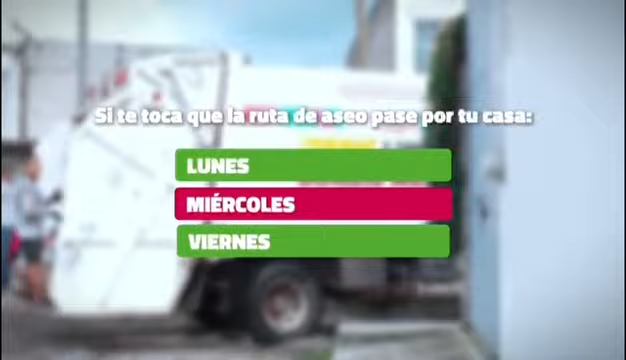 Si te toca que la ruta de aseo pase por tu casa:
LUNES
MIÉRCOLES
VIERNES